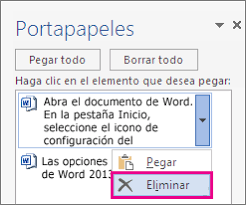 Portapapeles
Pegar todo
Borrar todo
Haga clic en el elemento que desea pegar:
Abra el documento de Word.
En la pestaña Inicio,
seleccione el icono de
configuración del
Las opciones
de Word 2013
Pegar
Eliminar